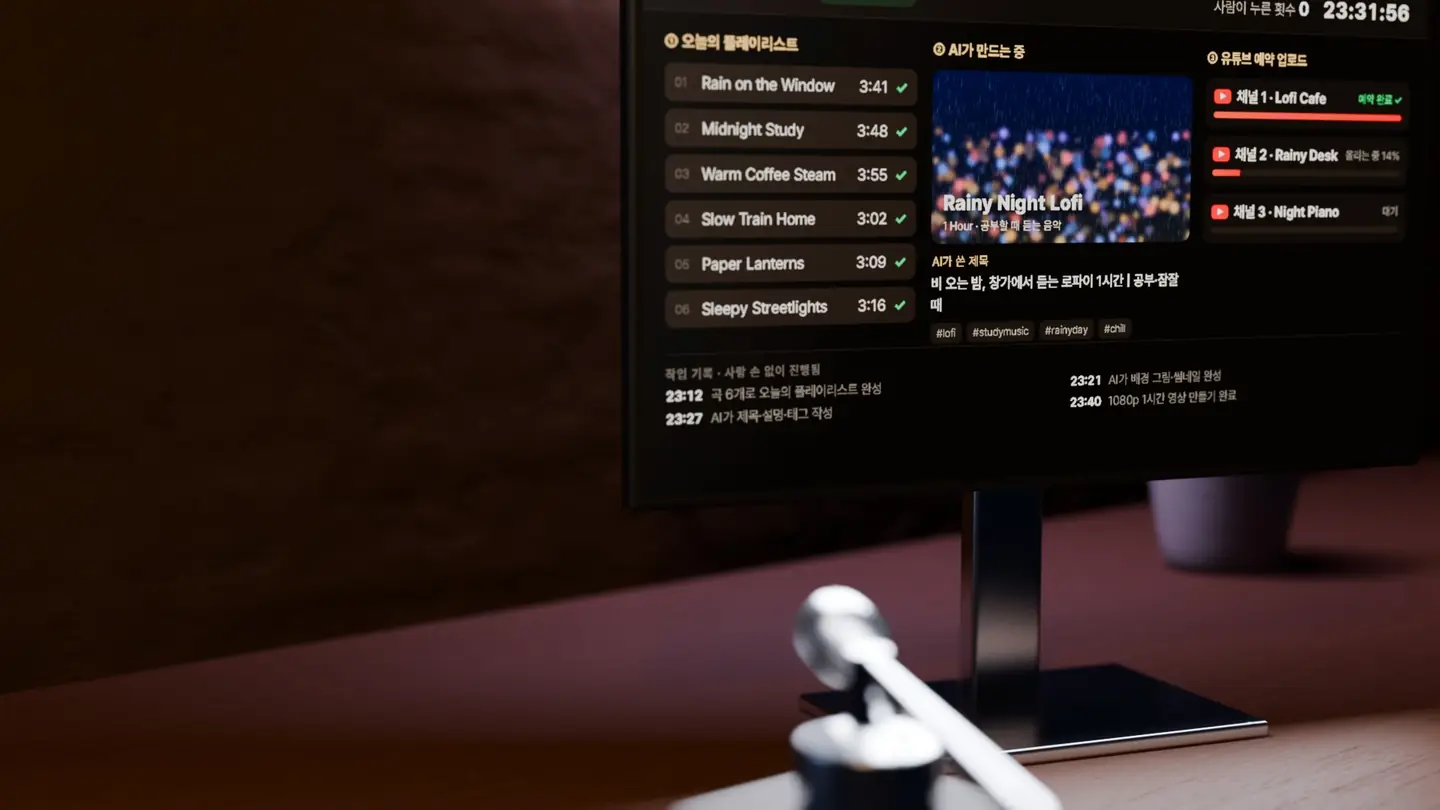 사람이 누른 횟수 0 23:31:56
① 오늘의 플레이리스트
01 Rain on the Window 3:41 ✓
02 Midnight Study 3:48 ✓
03 Warm Coffee Steam 3:55 ✓
04 Slow Train Home 3:02 ✓
05 Paper Lanterns 3:09 ✓
06 Sleepy Streetlights 3:16 ✓
② AI가 만드는 중
Rainy Night Lofi
1 Hour · 공부할 때 듣는 음악
AI가 쓴 제목
비 오는 밤, 창가에서 듣는 로파이 1시간 | 공부·잠잘
때
#lofi #studymusic #rainyday #chill
③ 유튜브 예약 업로드
채널 1 · Lofi Cafe 예약 완료 ✓
채널 2 · Rainy Desk 올리는 중 14%
채널 3 · Night Piano 대기
작업 기록 · 사람 손 없이 진행됨
23:12 곡 6개로 오늘의 플레이리스트 완성
23:21 AI가 배경 그림·썸네일 완성
23:27 AI가 제목·설명·태그 작성
23:40 1080p 1시간 영상 만들기 완료